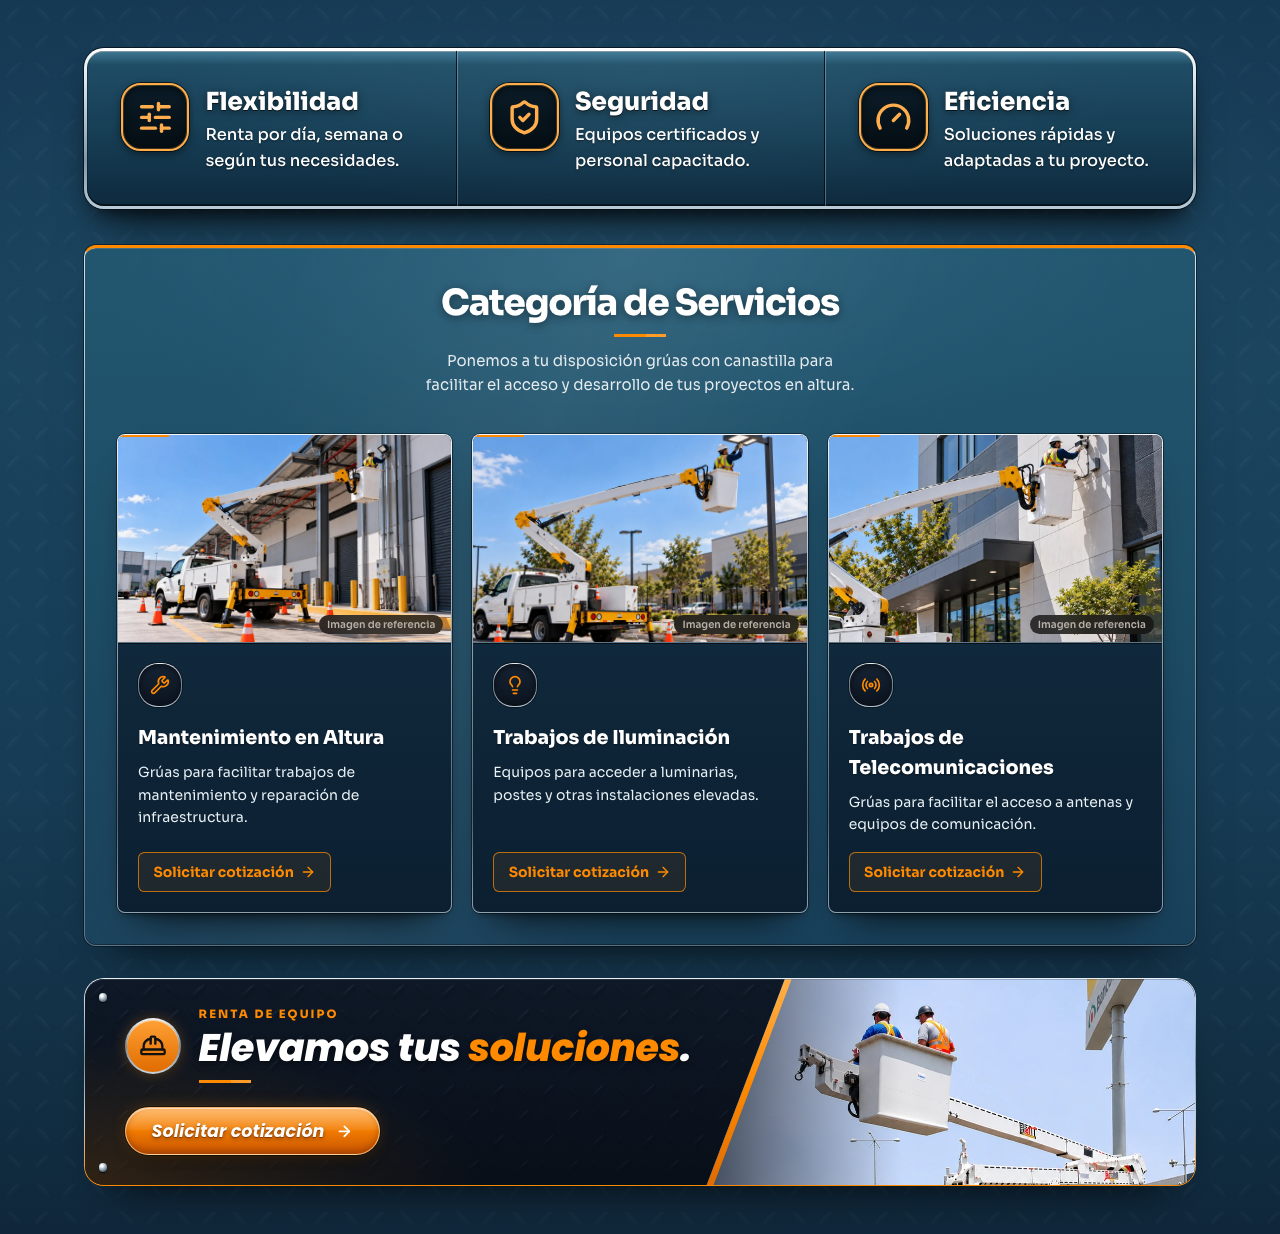 Flexibilidad
Renta por día, semana o
según tus necesidades.
Seguridad
Equipos certificados y
personal capacitado.
Eficiencia
Soluciones rápidas y
adaptadas a tu proyecto.
Categoría de Servicios
Ponemos a tu disposición grúas con canastilla para
facilitar el acceso y desarrollo de tus proyectos en altura.
Imagen de referencia
Mantenimiento en Altura
Grúas para facilitar trabajos de
mantenimiento y reparación de
infraestructura.
Solicitar cotización
Imagen de referencia
Trabajos de Iluminación
Equipos para acceder a luminarias,
postes y otras instalaciones elevadas.
Solicitar cotización
Imagen de referencia
Trabajos de
Telecomunicaciones
Grúas para facilitar el acceso a antenas y
equipos de comunicación.
Solicitar cotización
RENTA DE EQUIPO
Elevamos tus soluciones.
Solicitar cotización